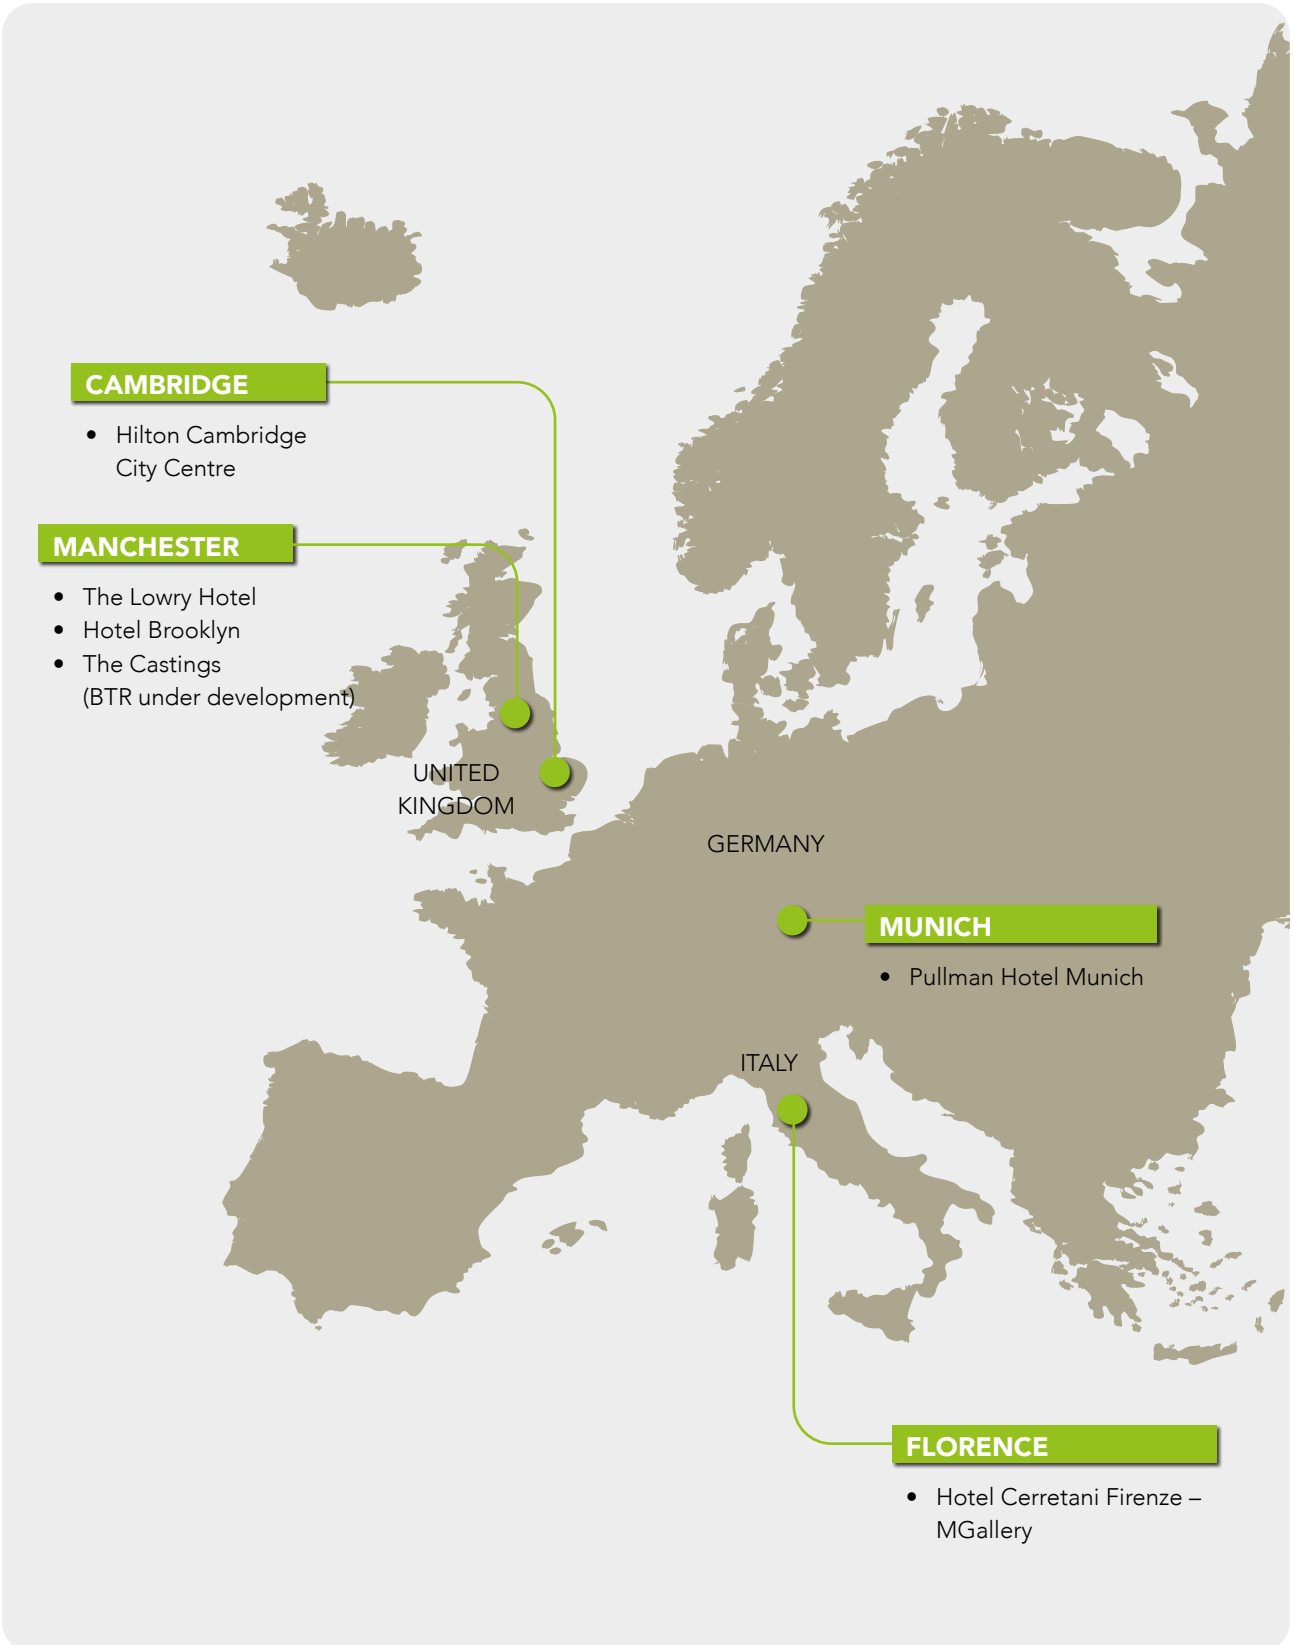 CAMBRIDGE
• Hilton Cambridge
City Centre
MANCHESTER
• The Lowry Hotel
• Hotel Brooklyn
• The Castings
(BTR under development)
UNITED
KINGDOM
GERMANY
MUNICH
• Pullman Hotel Munich
ITALY
FLORENCE
• Hotel Cerretani Firenze –
MGallery